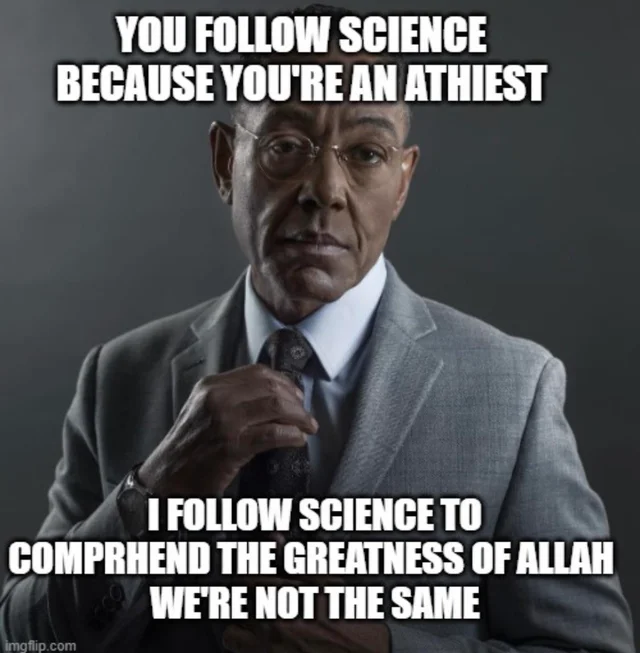 YOU FOLLOW SCIENCE
BECAUSE YOU'RE AN ATHIEST
I FOLLOW SCIENCE TO
COMPRHEND THE GREATNESS OF ALLAH
WE'RE NOT THE SAME
imgflip.com